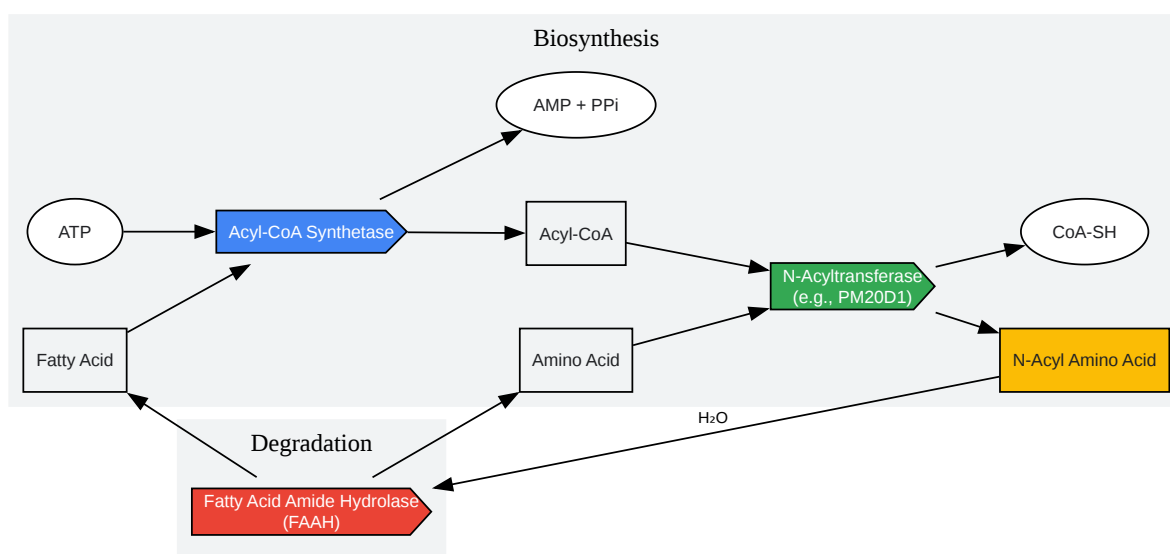 Biosynthesis
AMP + PPi
ATP
Acyl-CoA Syntetase
Acyl-CoA
CoA-SH
N-Acyltransferase
(e.g., PM20D1)
Fatty Acid
Amino Acid
N-Acyl Amino Acid
H₂O
Degradation
Fatty Acid Amide Hydrolase
(FAAH)